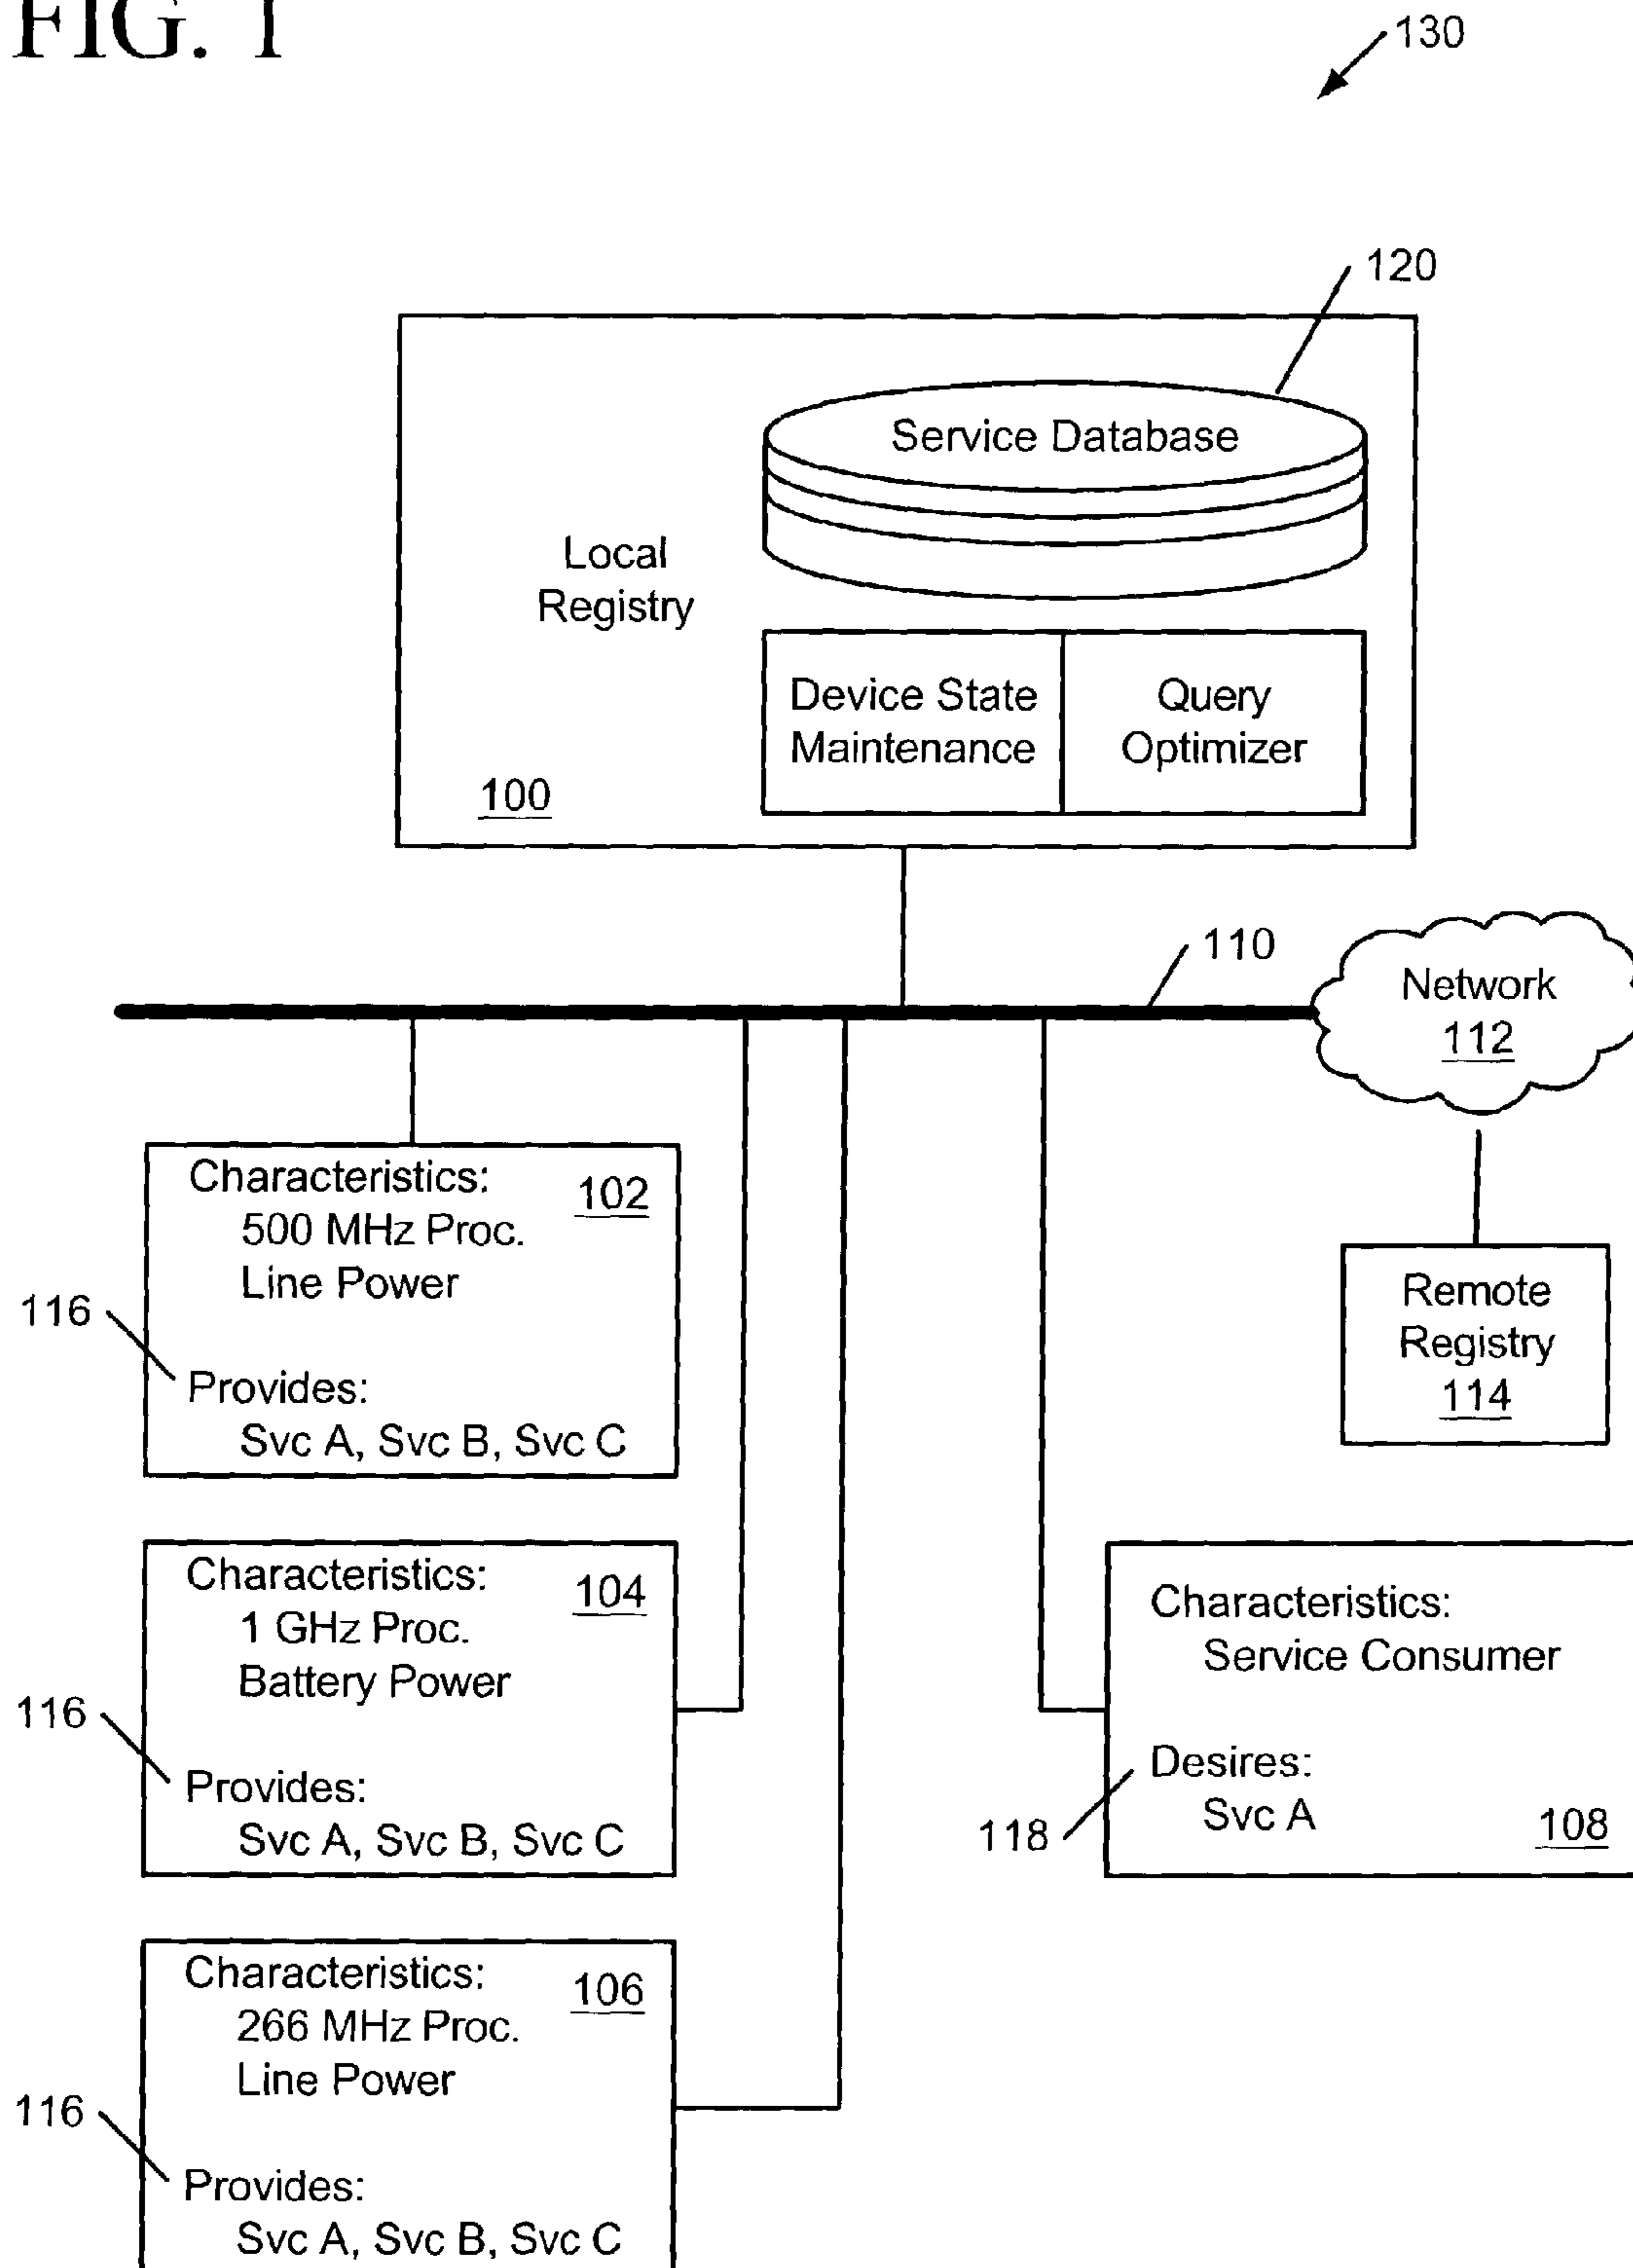 FIG. 1
130
120
Service Database
Local
Registry
Device State
Maintenance
Query
Optimizer
100
110
Network
112
Characteristics:
102
500 MHz Proc.
Line Power
116
Provides:
Svc A, Svc B, Svc C
Remote
Registry
114
Characteristics:
104
1 GHz Proc.
Battery Power
116
Provides:
Svc A, Svc B, Svc C
Characteristics:
Service Consumer
Desires:
Svc A
118
108
Characteristics:
106
266 MHz Proc.
Line Power
116
Provides:
Svc A, Svc B, Svc C